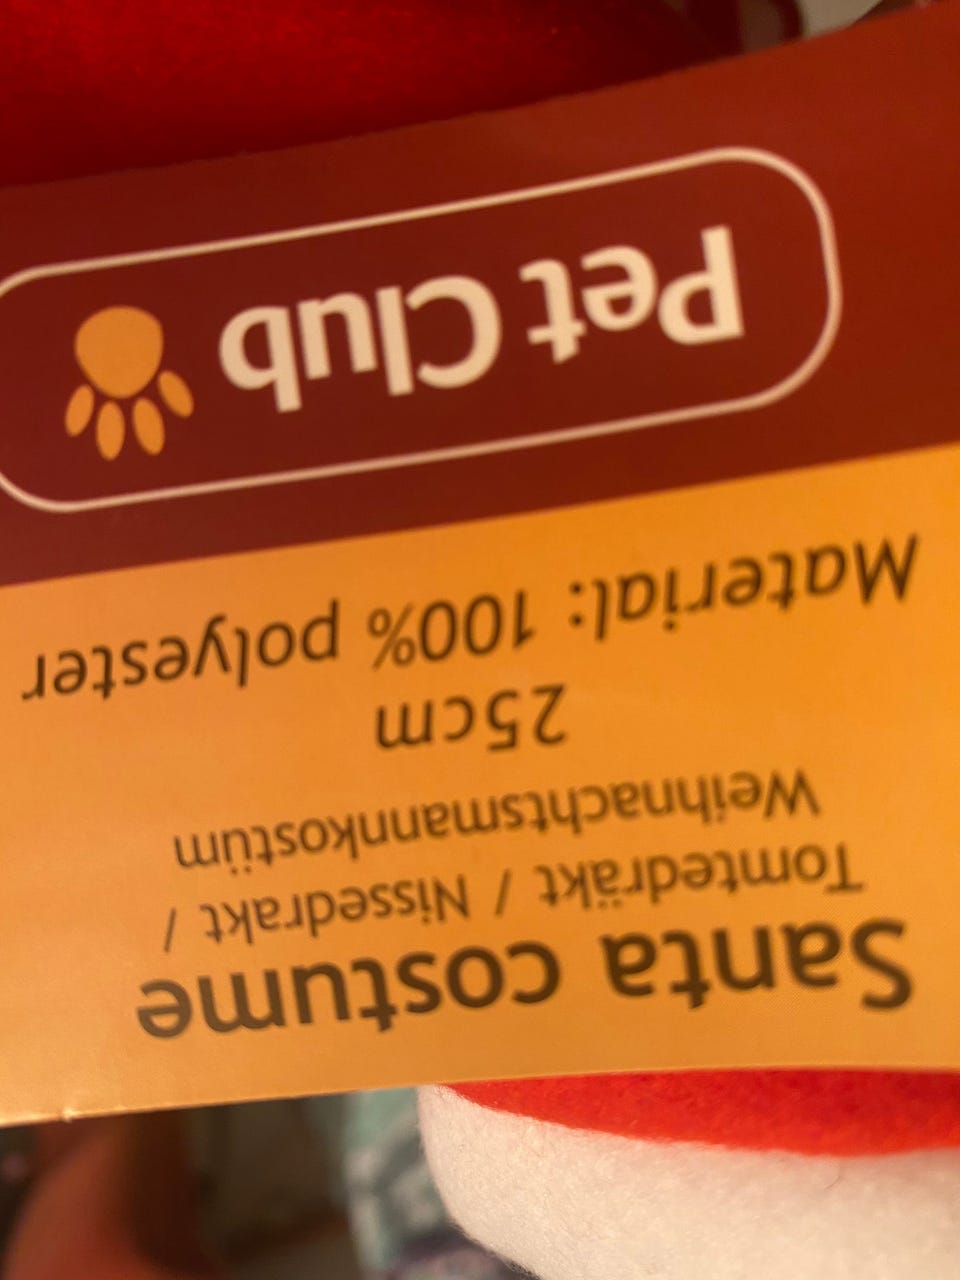 Santa costume
Tomtedräkt / Nissedrakt /
Weihnachtsmannkostüm
25cm
Material: 100% polyester
Pet Club